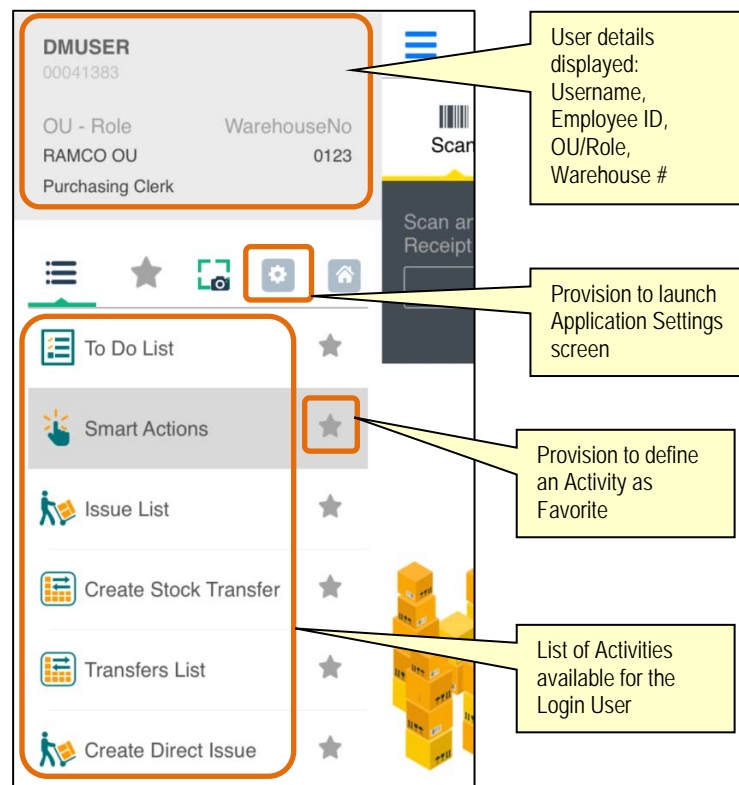 DMUSER
00041383
OU - Role WarehouseNo
RAMCO OU 0123
Purchasing Clerk
Scan
Scan an
Receipt
To Do List
Smart Actions
Issue List
Create Stock Transfer
Transfers List
Create Direct Issue
User details
displayed:
Username,
Employee ID,
OU/Role,
Warehouse #
Provision to launch
Application Settings
screen
Provision to define
an Activity as
Favorite
List of Activities
available for the
Login User